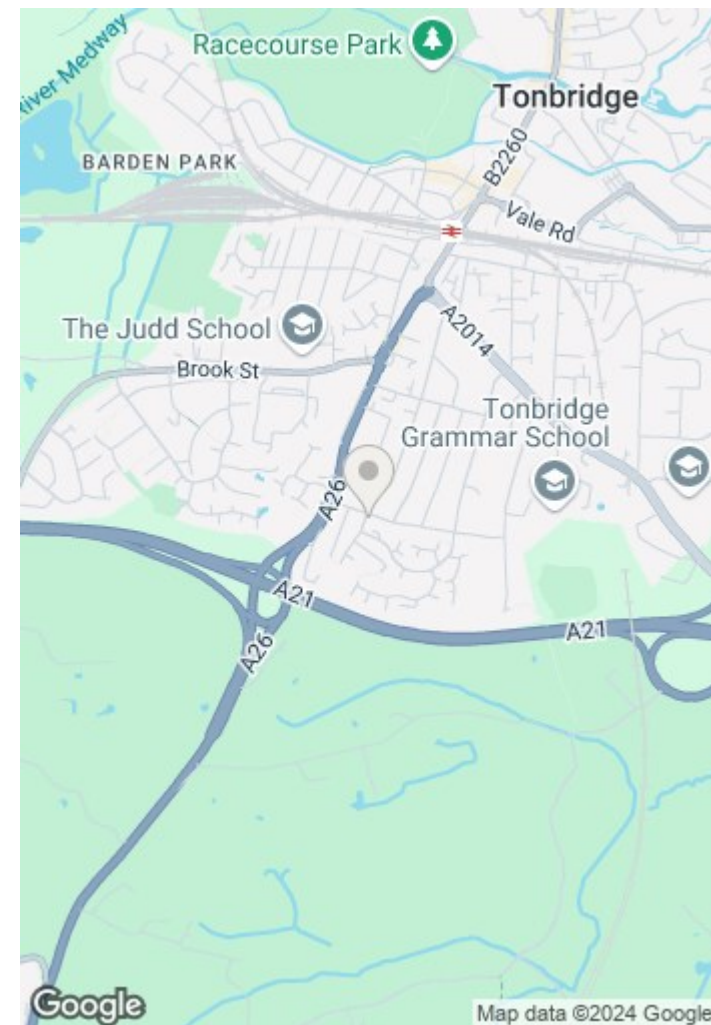 Racecourse Park
River Medway
Tonbridge
BARDEN PARK
B2260
Vale Rd
The Judd School
A2014
Brook St
Tonbridge
Grammar School
A26
A21
A21
A26
Google
Map data ©2024 Google